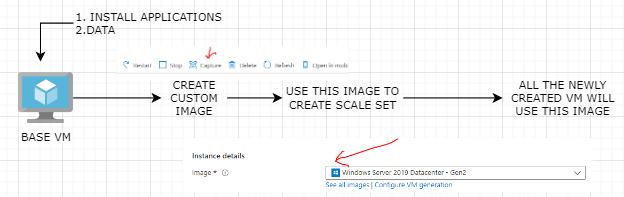 1. INSTALL APPLICATIONS
2.DATA
Restart Stop Capture Delete Refresh Open in mobi
BASE VM
CREATE
CUSTOM
IMAGE
USE THIS IMAGE TO
CREATE SCALE SET
ALL THE NEWLY
CREATED VM WILL
USE THIS IMAGE
Instance details
Image * Windows Server 2019 Datacenter - Gen2
See all images | Configure VM generation